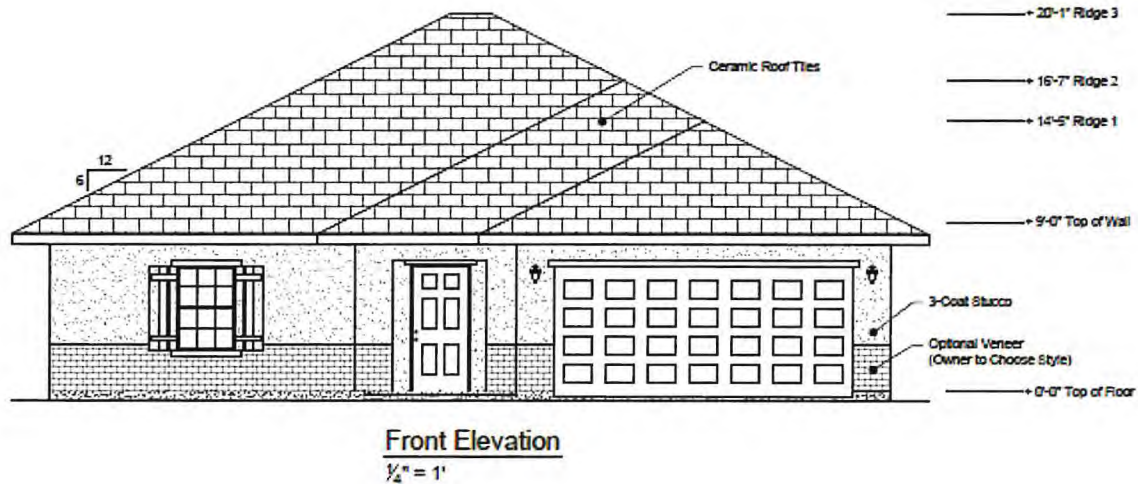 + 20'-1" Ridge 3
Ceramic Roof Tiles
+ 16'-7" Ridge 2
+ 14'-5" Ridge 1
12
6
+ 9'-0" Top of Wall
3-Coat Stucco
Optional Veneer
(Owner to Choose Style)
+ 0'-0" Top of Floor
Front Elevation
¼" = 1'